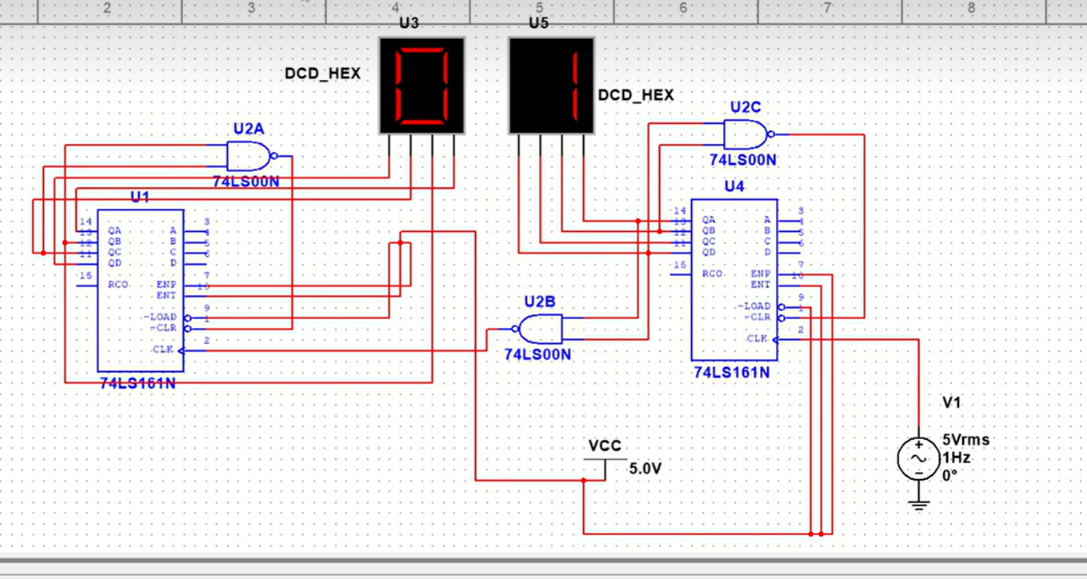 2 3 4 5 6 7 8
U3 U5
DCD_HEX
DCD_HEX
U2A
74LS00N
U2C
74LS00N
U1
14 QA A 3
13 QB B 4
12 QC C 5
11 QD D 6
15 RCO ENP 7
ENT 10
~LOAD 9
~CLR 1
CLK 2
74LS161N
U4
14 QA A 3
13 QB B 4
12 QC C 5
11 QD D 6
15 RCO ENP 7
ENT 10
~LOAD 9
~CLR 1
CLK 2
74LS161N
U2B
74LS00N
VCC
5.0V
V1
5Vrms
1Hz
0°
0 1